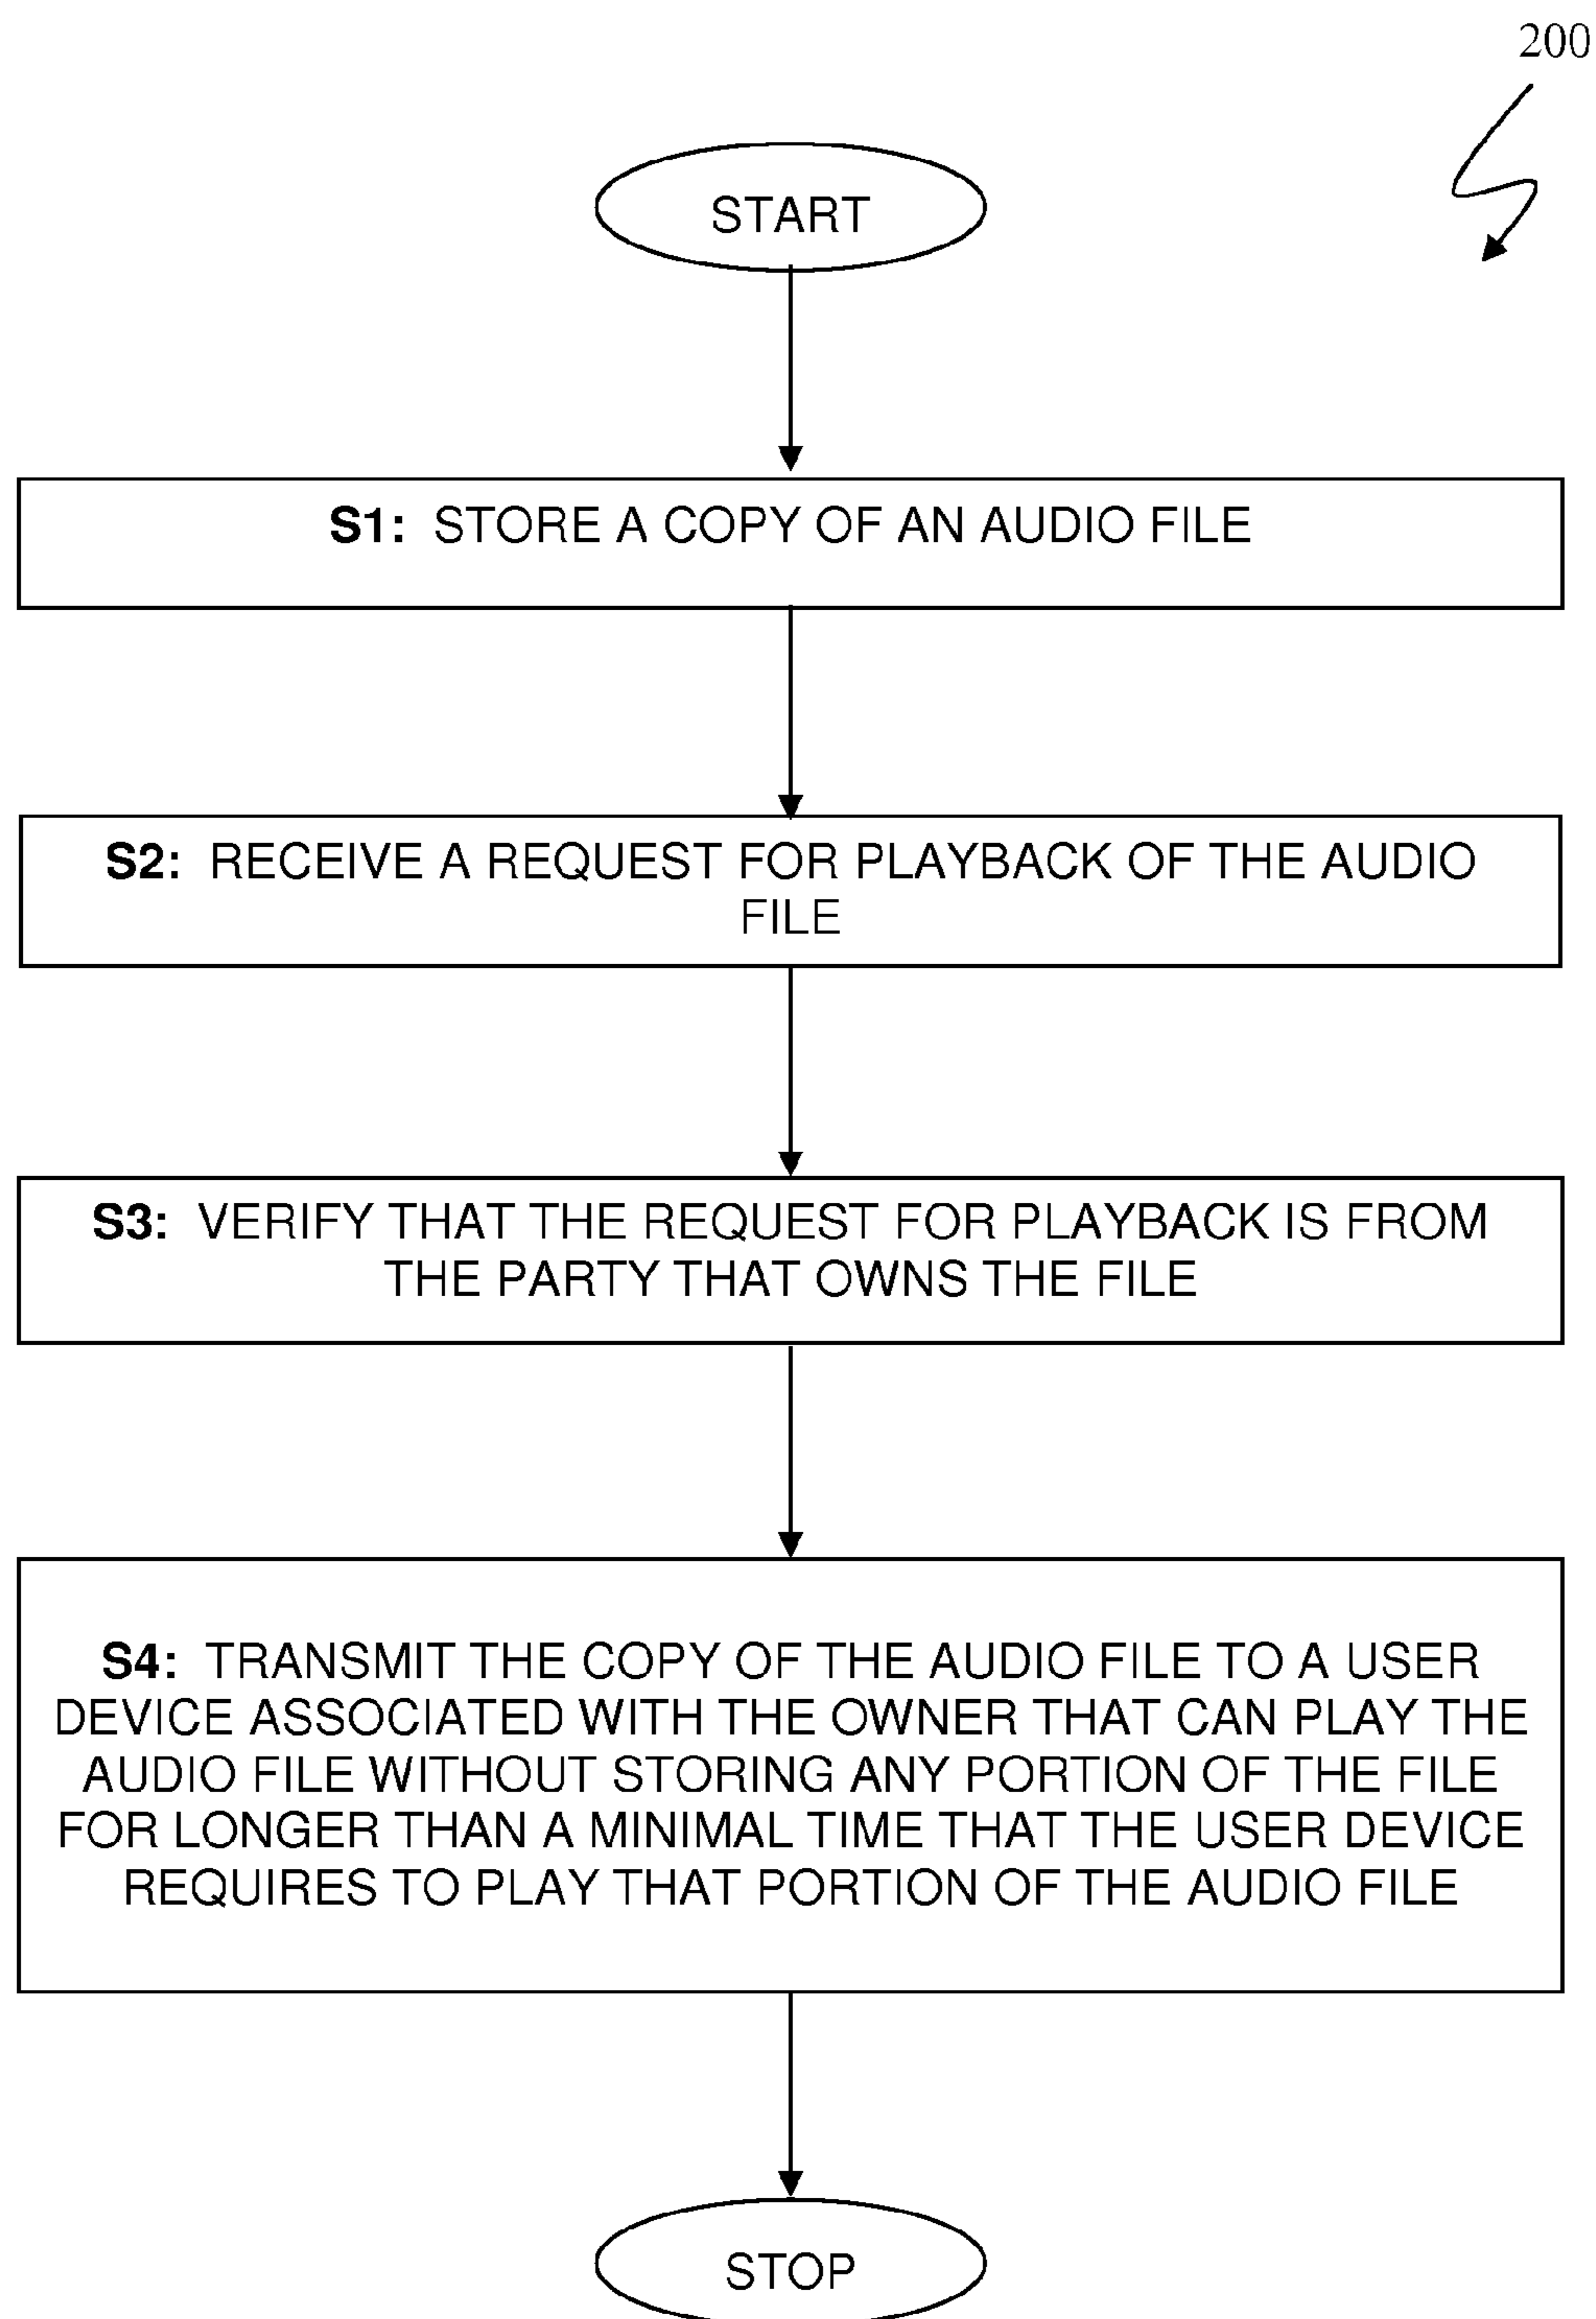 200
START
S1: STORE A COPY OF AN AUDIO FILE
S2: RECEIVE A REQUEST FOR PLAYBACK OF THE AUDIO
FILE
S3: VERIFY THAT THE REQUEST FOR PLAYBACK IS FROM
THE PARTY THAT OWNS THE FILE
S4: TRANSMIT THE COPY OF THE AUDIO FILE TO A USER
DEVICE ASSOCIATED WITH THE OWNER THAT CAN PLAY THE
AUDIO FILE WITHOUT STORING ANY PORTION OF THE FILE
FOR LONGER THAN A MINIMAL TIME THAT THE USER DEVICE
REQUIRES TO PLAY THAT PORTION OF THE AUDIO FILE
STOP